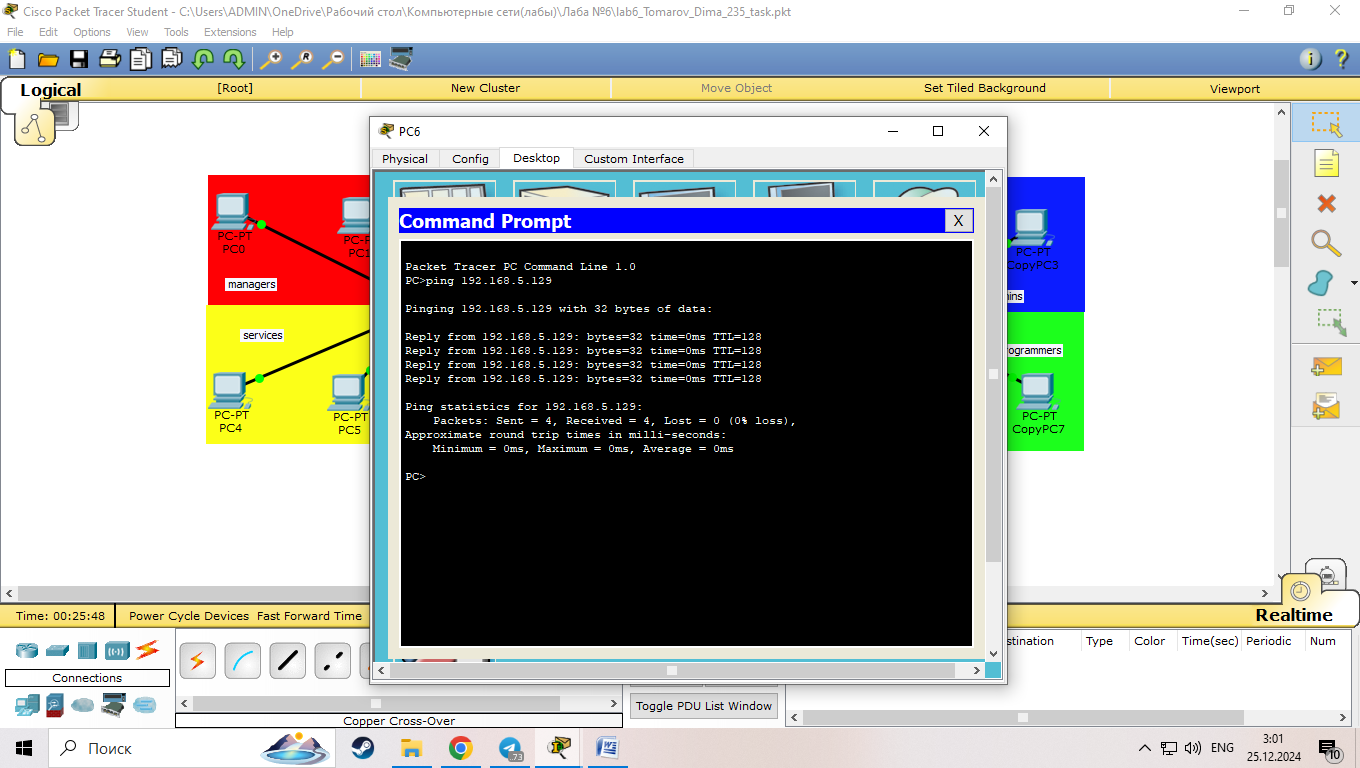 Cisco Packet Tracer Student - C:\Users\ADMIN\OneDrive\Рабочий стол\Компьютерные сети(лабы)\Лаба №6\lab6_Tomarov_Dima_235_task.pkt
File Edit Options View Tools Extensions Help
Logical [Root] New Cluster Move Object Set Tiled Background Viewport
PC6
Physical Config Desktop Custom Interface
Command Prompt X
Packet Tracer PC Command Line 1.0
PC>ping 192.168.5.129
Pinging 192.168.5.129 with 32 bytes of data:
Reply from 192.168.5.129: bytes=32 time=0ms TTL=128
Reply from 192.168.5.129: bytes=32 time=0ms TTL=128
Reply from 192.168.5.129: bytes=32 time=0ms TTL=128
Reply from 192.168.5.129: bytes=32 time=0ms TTL=128
Ping statistics for 192.168.5.129:
Packets: Sent = 4, Received = 4, Lost = 0 (0% loss),
Approximate round trip times in milli-seconds:
Minimum = 0ms, Maximum = 0ms, Average = 0ms
PC>
PC-PT
PC0
PC-P
PC1
managers
services
PC-PT
PC4
PC-PT
PC5
PC-PT
CopyPC3
ins
ogrammers
PC-PT
CopyPC7
Time: 00:25:48 Power Cycle Devices Fast Forward Time
Realtime
Connections
Copper Cross-Over
Toggle PDU List Window
stination Type Color Time(sec) Periodic Num
Поиск
73
ENG
3:01
25.12.2024
10